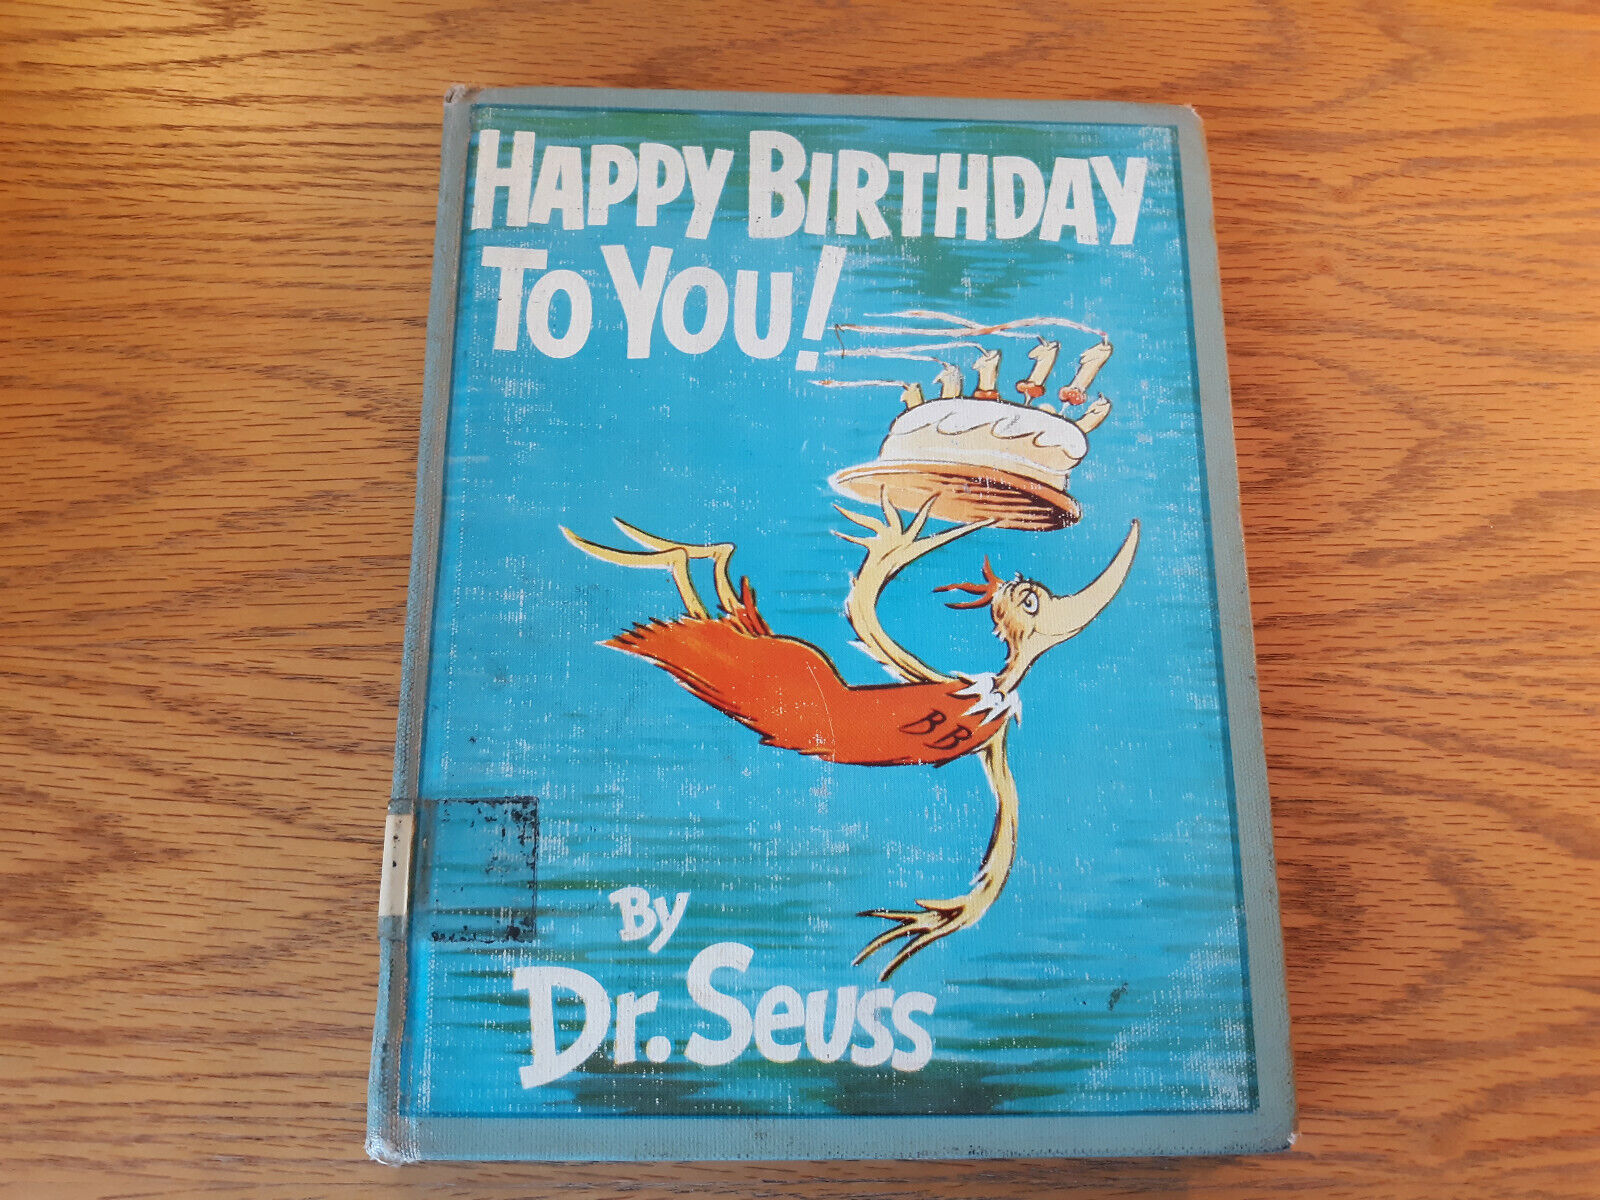 HAPPY BIRTHDAY
TO YOU!
BB
By
Dr. Seuss